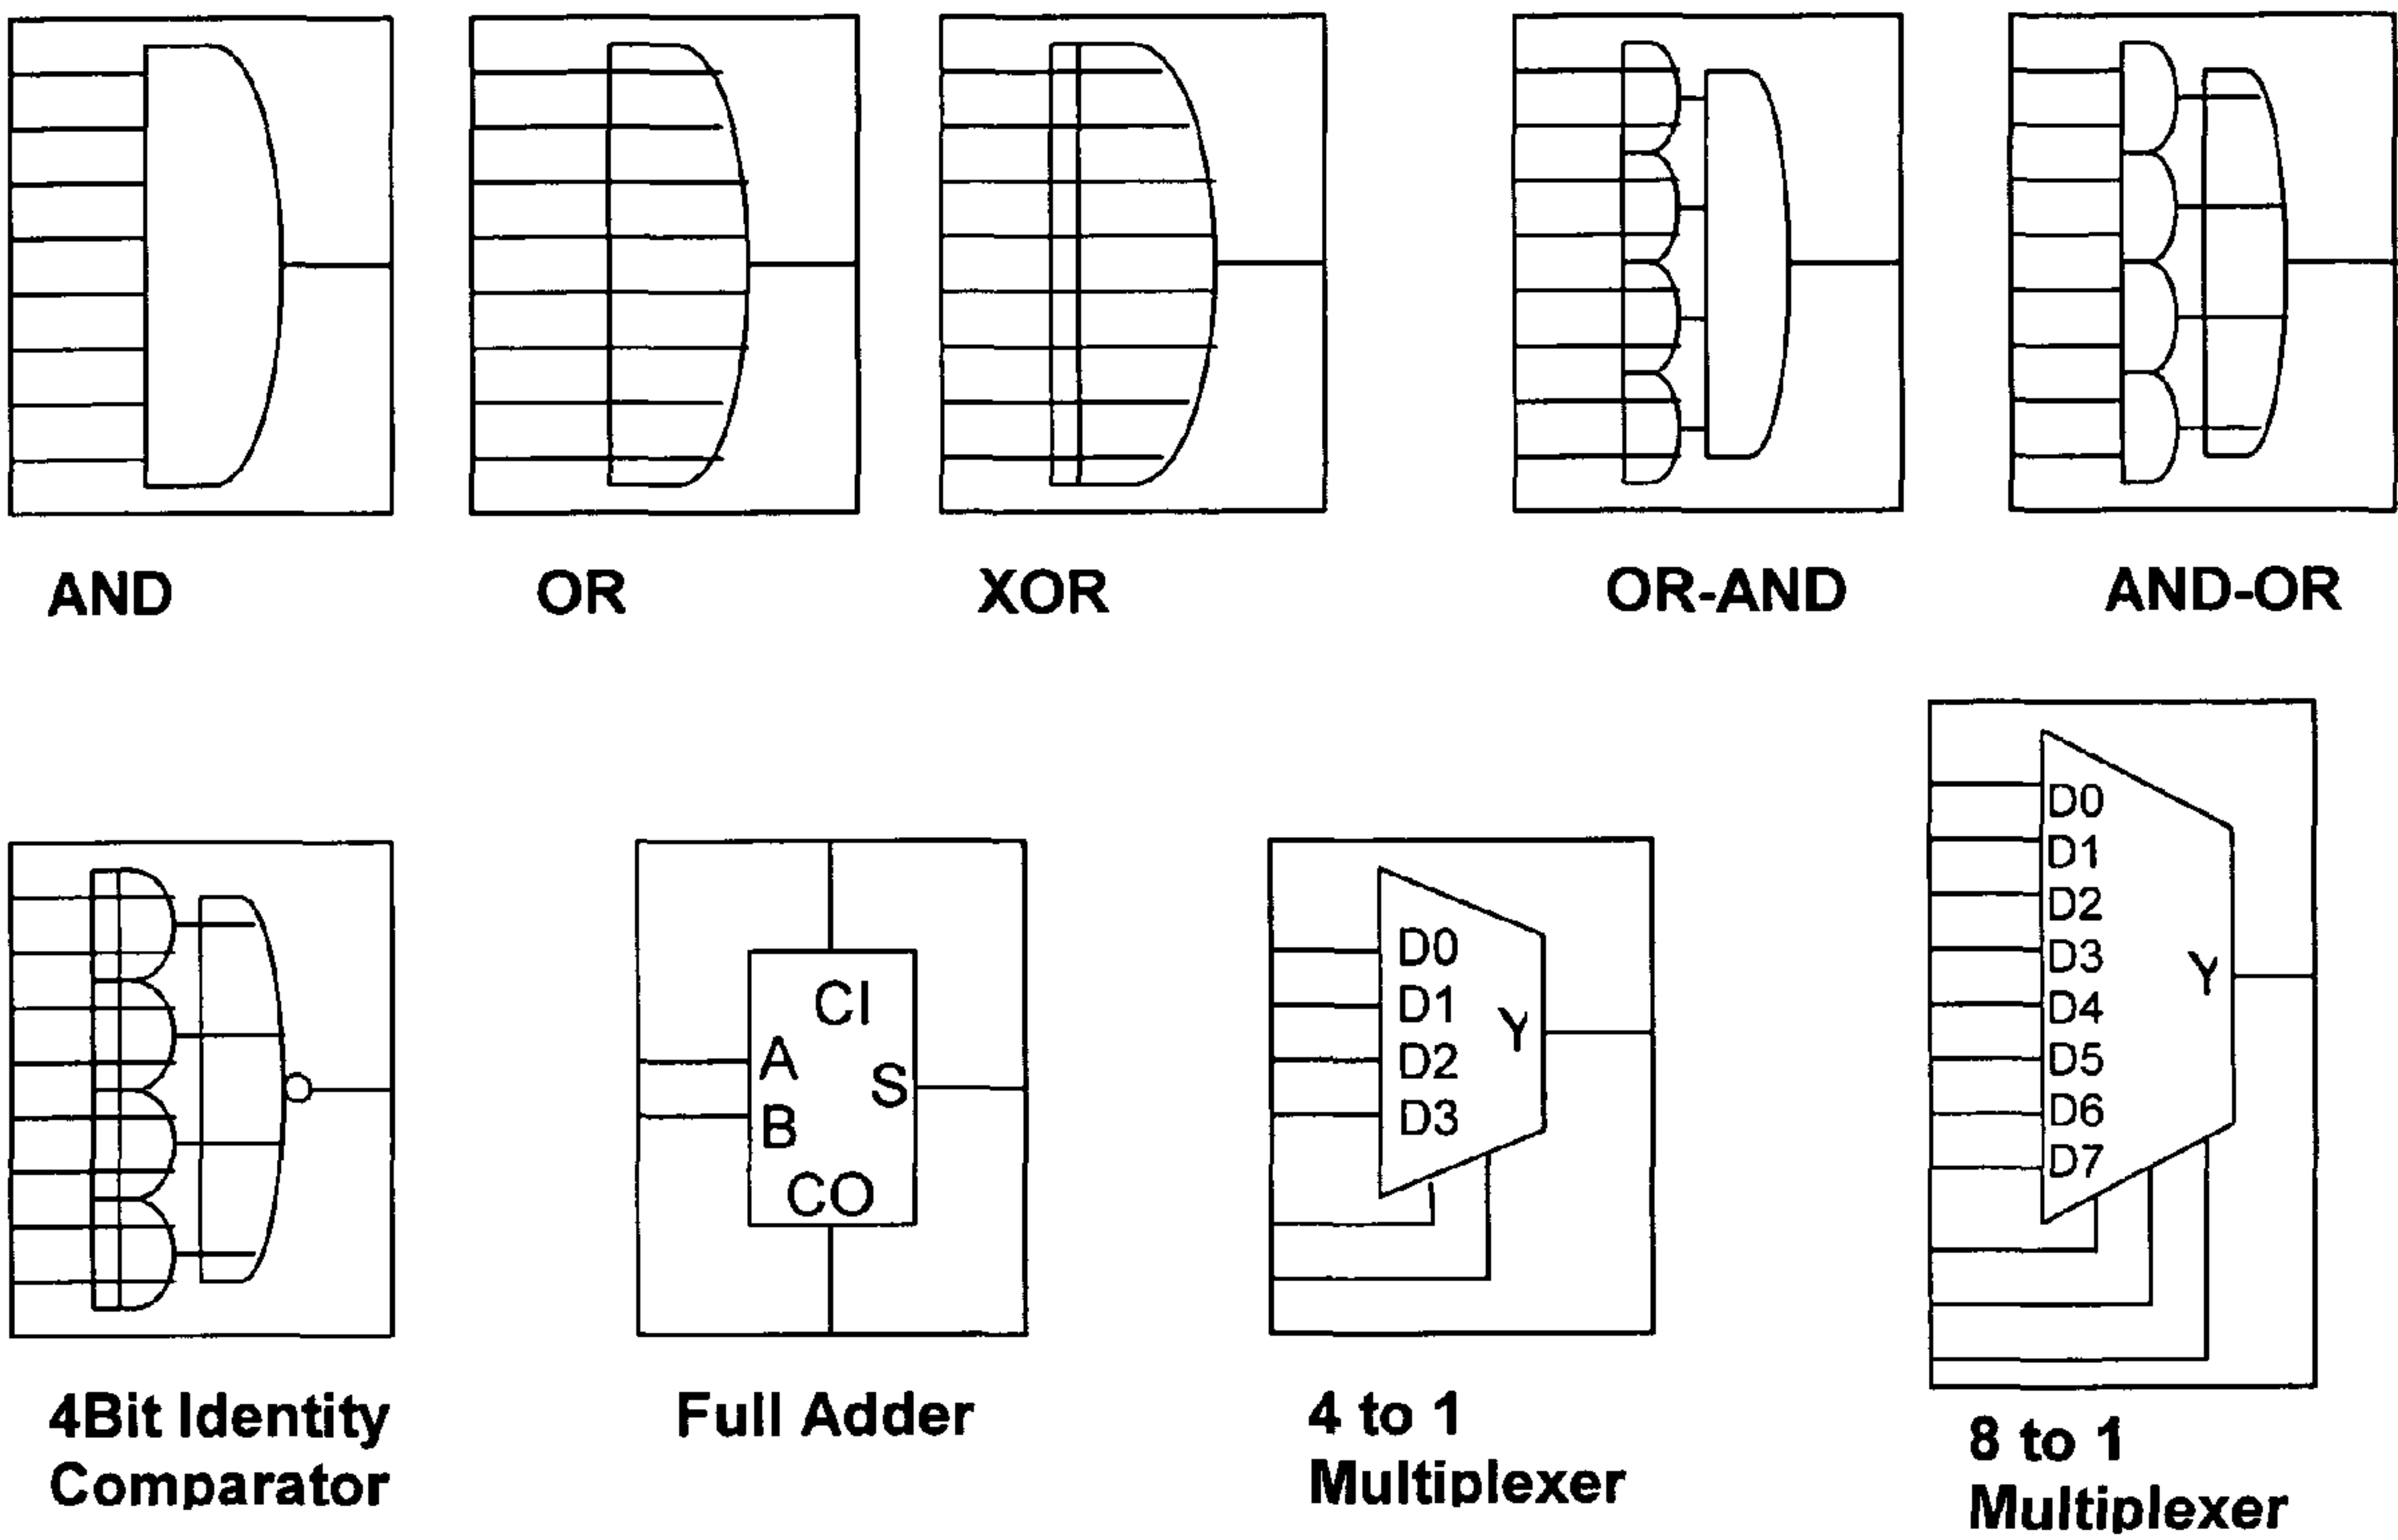 AND
OR
XOR
OR-AND
AND-OR
4Bit Identity
Comparator
CI
A
B
S
CO
Full Adder
D0
D1
D2
D3
Y
4 to 1
Multiplexer
D0
D1
D2
D3
D4
D5
D6
D7
Y
8 to 1
Multiplexer